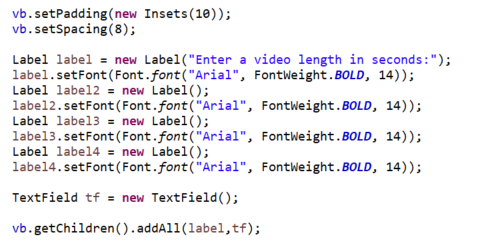 vb.setPadding(new Insets(10));
vb.setSpacing(8);
Label label = new Label("Enter a video length in seconds:");
label.setFont(Font.font("Arial", FontWeight.BOLD, 14));
Label label2 = new Label();
label2.setFont(Font.font("Arial", FontWeight.BOLD, 14));
Label label3 = new Label();
label3.setFont(Font.font("Arial", FontWeight.BOLD, 14));
Label label4 = new Label();
label4.setFont(Font.font("Arial", FontWeight.BOLD, 14));
TextField tf = new TextField();
vb.getChildren().addAll(label,tf);